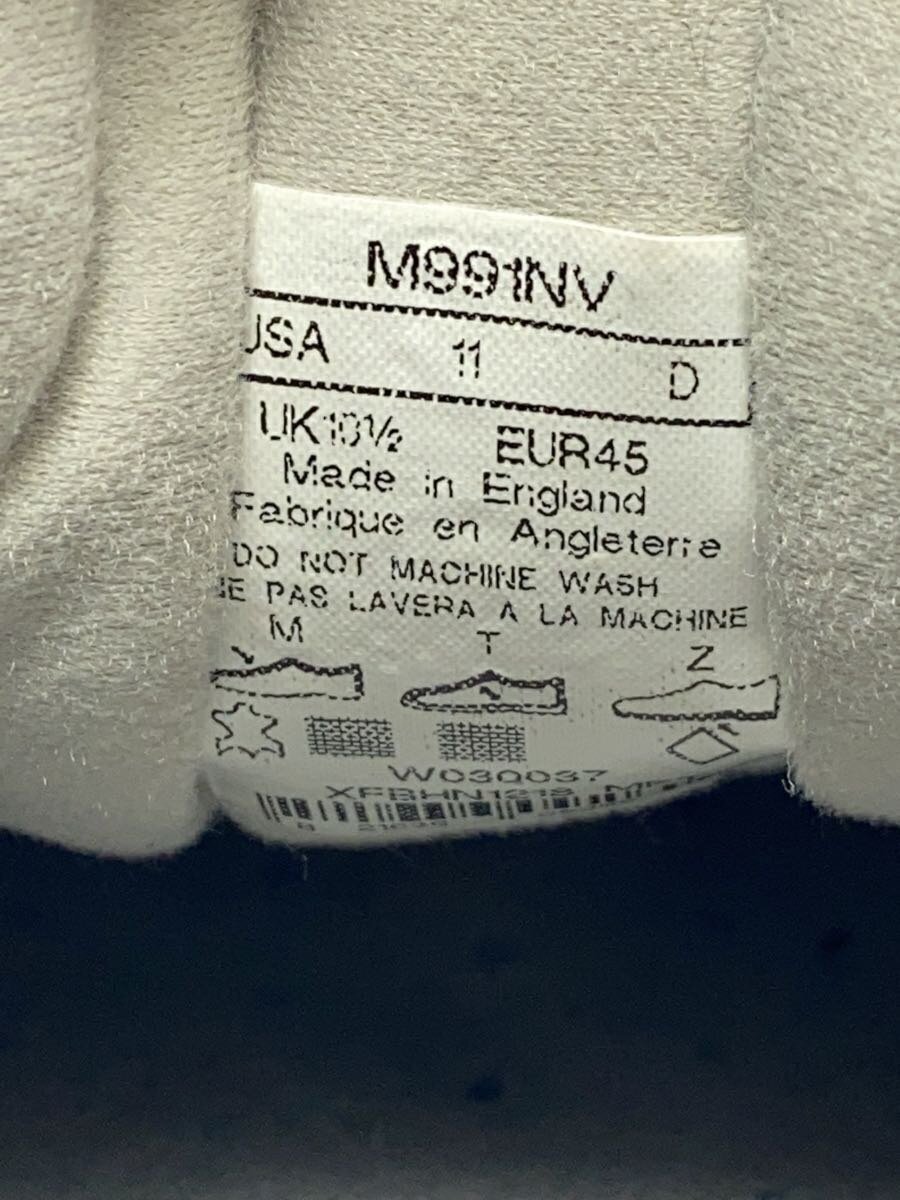 M991NV
USA 11 D
UK10½ EUR45
Made in England
Fabrique en Angleterre
DO NOT MACHINE WASH
NE PAS LAVERA A LA MACHINE
M T Z
W030037